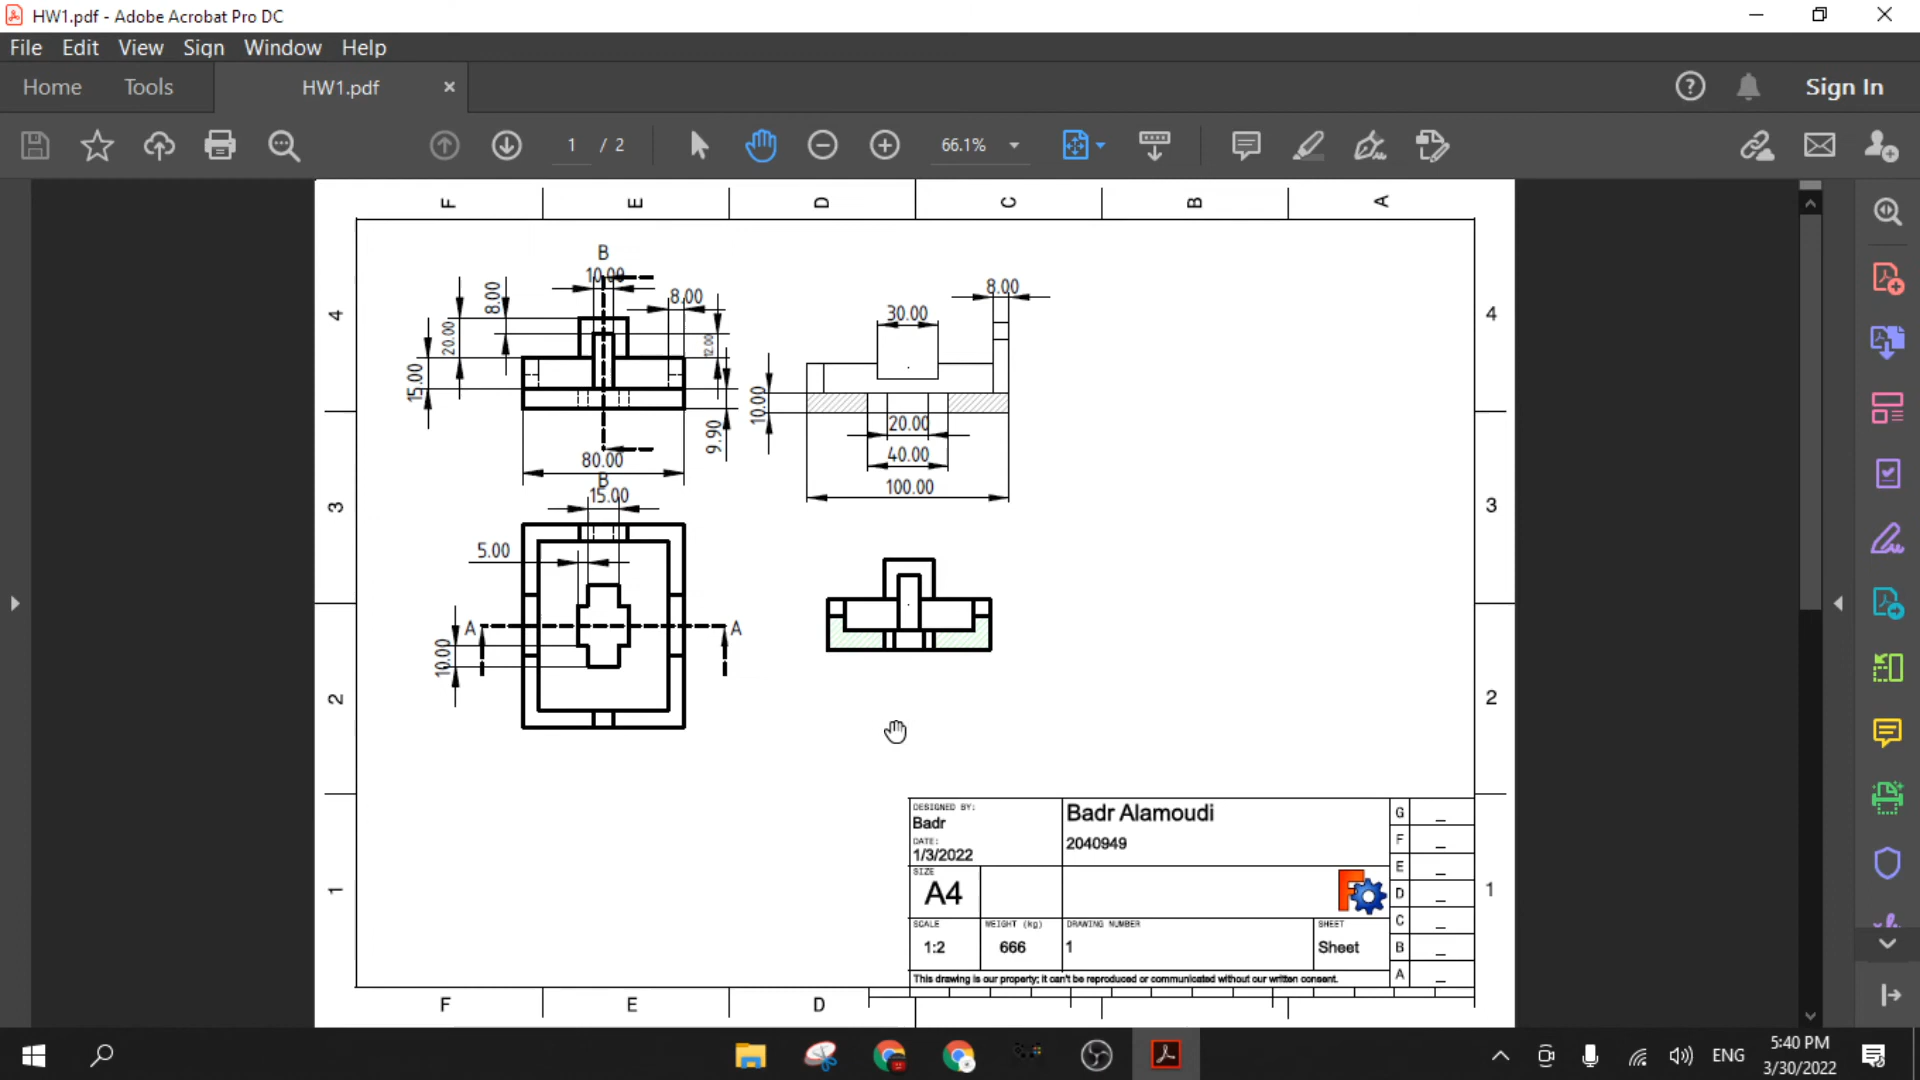 HW1.pdf - Adobe Acrobat Pro DC
File Edit View Sign Window Help
Home Tools HW1.pdf Sign In
1 / 2 66.1%
F E D C B A
B
10.00
8.00
8.00
20.00
12.00
15.00
9.90
80.00
B
8.00
30.00
10.00
20.00
40.00
100.00
4 4
3 3
2 2
1 1
15.00
5.00
A A
10.00
DESIGNED BY:
Badr
DATE:
1/3/2022
Badr Alamoudi
2040949
SIZE
A4
SCALE
1:2
WEIGHT (kg)
666
DRAWING NUMBER
1
SHEET
Sheet
G _
F _
E _
D _
C _
B _
A _
This drawing is our property; it can't be reproduced or communicated without our written consent.
F E D
ENG
5:40 PM
3/30/2022